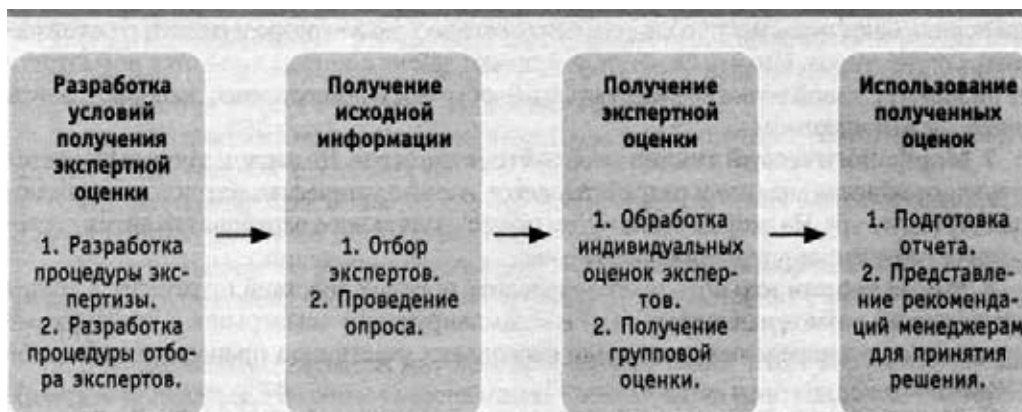 Разработка
условий
получения
экспертной
оценки
1. Разработка
процедуры экс-
пертизы.
2. Разработка
процедуры отбо-
ра экспертов.
Получение
исходной
информации
1. Отбор
экспертов.
2. Проведение
опроса.
Получение
экспертной
оценки
1. Обработка
индивидуальных
оценок экспер-
тов.
2. Получение
групповой
оценки.
Использование
полученных
оценок
1. Подготовка
отчета.
2. Представле-
ние рекоменда-
ций менеджерам
для принятия
решения.